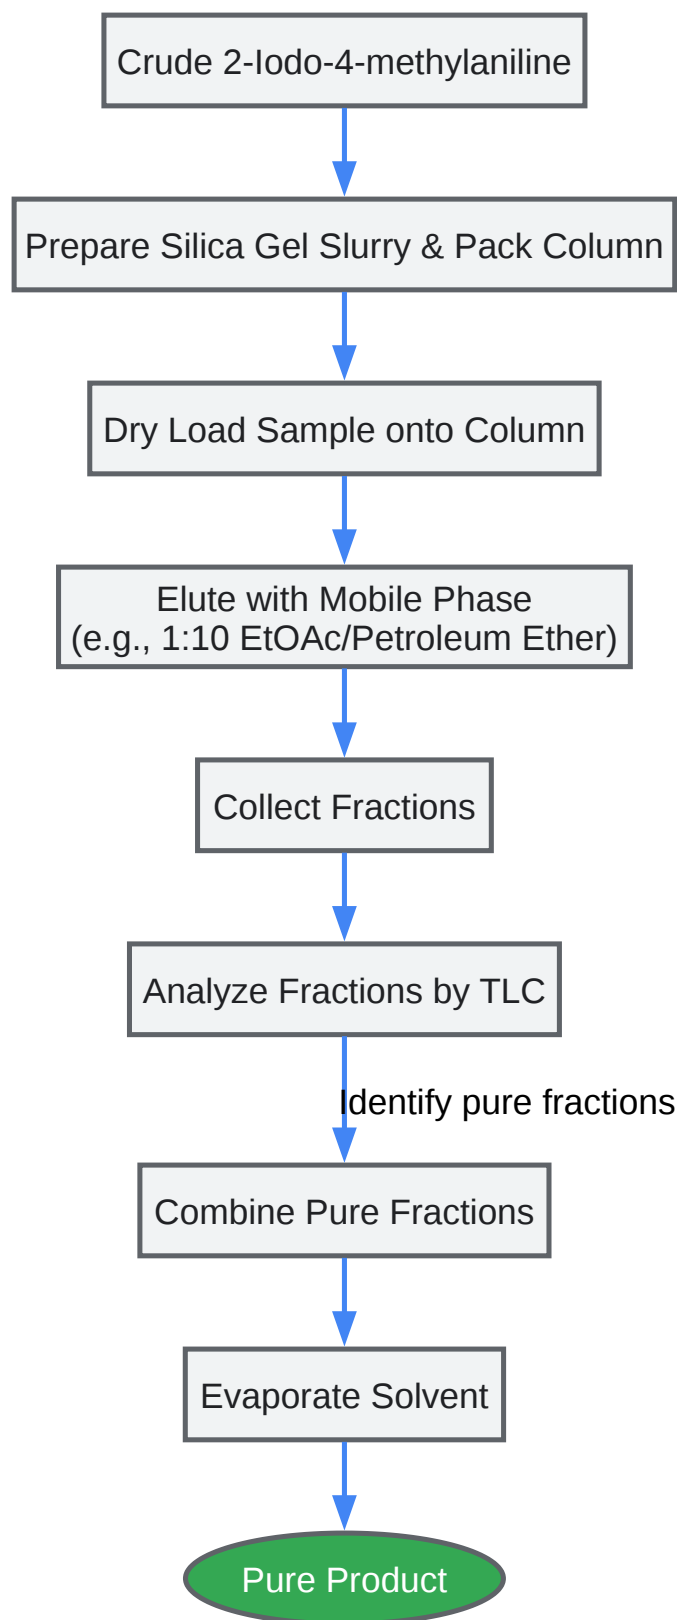 Crude 2-Iodo-4-methylaniline
Prepare Silica Gel Slurry & Pack Column
Dry Load Sample onto Column
Elute with Mobile Phase
(e.g., 1:10 EtOAc/Petroleum Ether)
Collect Fractions
Analyze Fractions by TLC
Identify pure fractions
Combine Pure Fractions
Evaporate Solvent
Pure Product